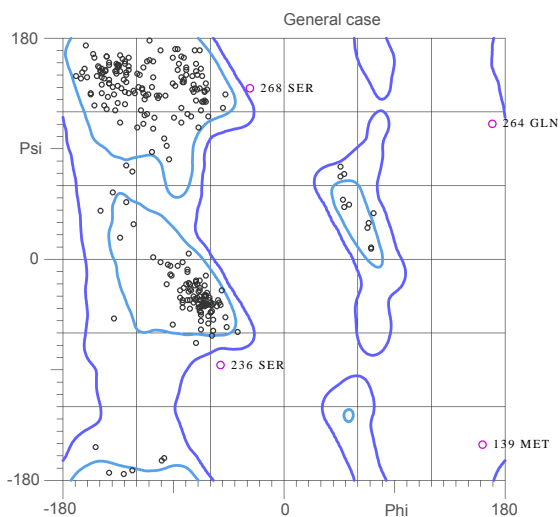 General case
180
268 SER
264 GLN
Psi
0
236 SER
139 MET
-180
-180 0 Phi 180